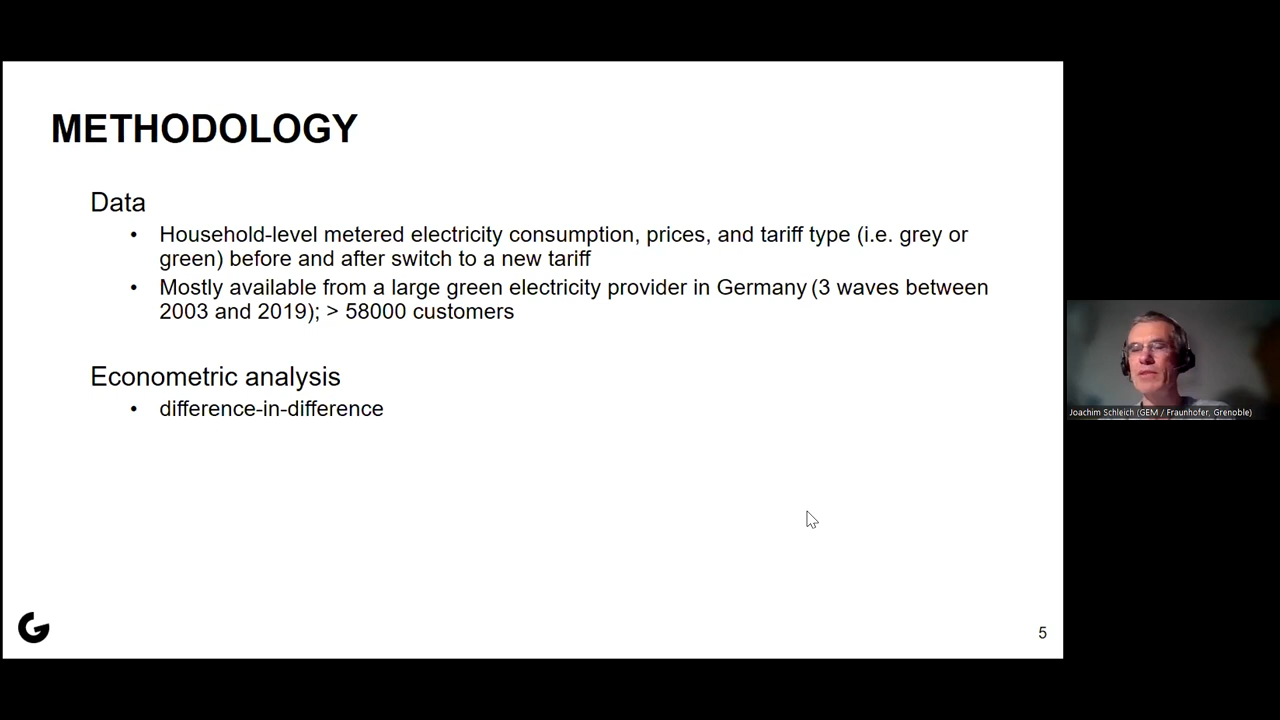 METHODOLOGY
Data
• Household-level metered electricity consumption, prices, and tariff type (i.e. grey or
green) before and after switch to a new tariff
• Mostly available from a large green electricity provider in Germany (3 waves between
2003 and 2019); > 58000 customers
Econometric analysis
• difference-in-difference
Joachim Schleich (GEM / Fraunhofer, Grenoble)
5